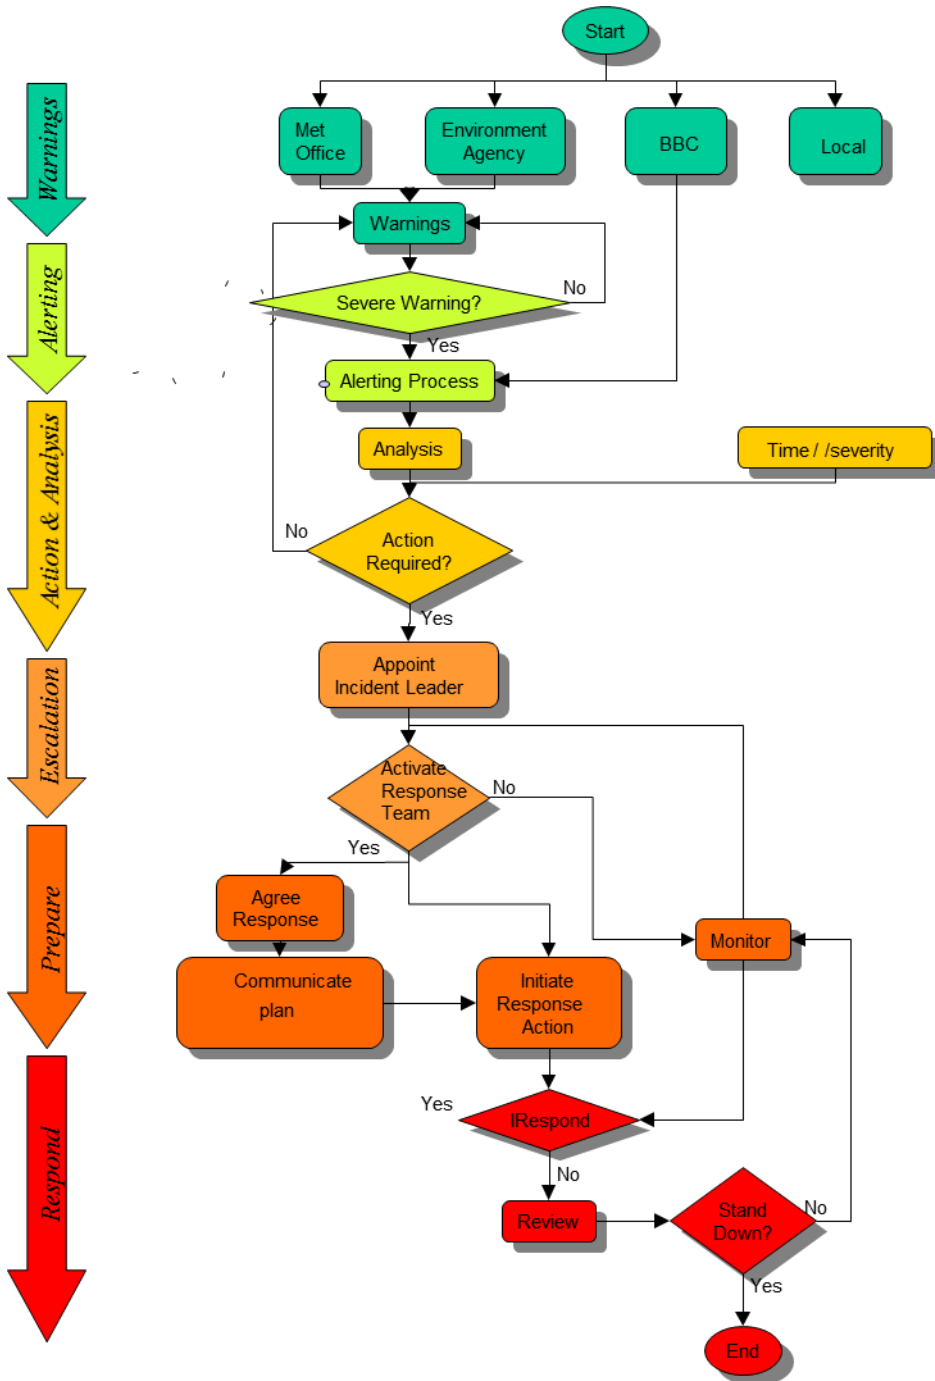 Start
Met
Office
Environment
Agency
BBC
Local
Warnings
Warnings
Severe Warning?
No
Yes
Alerting
Alerting Process
Analysis
Time / /severity
Action & Analysis
No
Action
Required?
Yes
Appoint
Incident Leader
Escalation
Activate
Response
Team
No
Yes
Agree
Response
Monitor
Prepare
Communicate
plan
Initiate
Response
Action
Yes
IRespond
No
Respond
Review
Stand
Down?
No
Yes
End